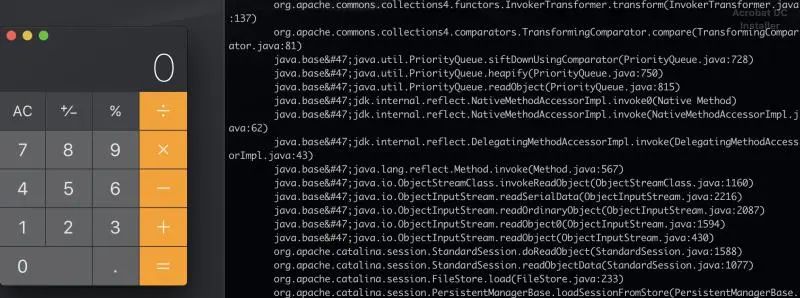 0
AC +/− % ÷
7 8 9 ×
4 5 6 −
1 2 3 +
0 . =
Acrobat DC
Installer
org.apache.commons.collections4.functors.InvokerTransformer.transform(InvokerTransformer.java
:137)
org.apache.commons.collections4.comparators.TransformingComparator.compare(TransformingCompar
ator.java:81)
java.base&#47;java.util.PriorityQueue.siftDownUsingComparator(PriorityQueue.java:728)
java.base&#47;java.util.PriorityQueue.heapify(PriorityQueue.java:750)
java.base&#47;java.util.PriorityQueue.readObject(PriorityQueue.java:815)
java.base&#47;jdk.internal.reflect.NativeMethodAccessorImpl.invoke0(Native Method)
java.base&#47;jdk.internal.reflect.NativeMethodAccessorImpl.invoke(NativeMethodAccessorImpl.j
ava:62)
java.base&#47;jdk.internal.reflect.DelegatingMethodAccessorImpl.invoke(DelegatingMethodAccess
orImpl.java:43)
java.base&#47;java.lang.reflect.Method.invoke(Method.java:567)
java.base&#47;java.io.ObjectStreamClass.invokeReadObject(ObjectStreamClass.java:1160)
java.base&#47;java.io.ObjectInputStream.readSerialData(ObjectInputStream.java:2216)
java.base&#47;java.io.ObjectInputStream.readOrdinaryObject(ObjectInputStream.java:2087)
java.base&#47;java.io.ObjectInputStream.readObject0(ObjectInputStream.java:1594)
java.base&#47;java.io.ObjectInputStream.readObject(ObjectInputStream.java:430)
org.apache.catalina.session.StandardSession.doReadObject(StandardSession.java:1588)
org.apache.catalina.session.StandardSession.readObjectData(StandardSession.java:1077)
org.apache.catalina.session.FileStore.load(FileStore.java:233)
org.apache.catalina.session.PersistentManagerBase.loadSessionFromStore(PersistentManagerBase.